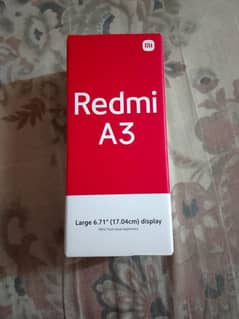 mi
Redmi
A3
Large 6.71" (17.04cm) display